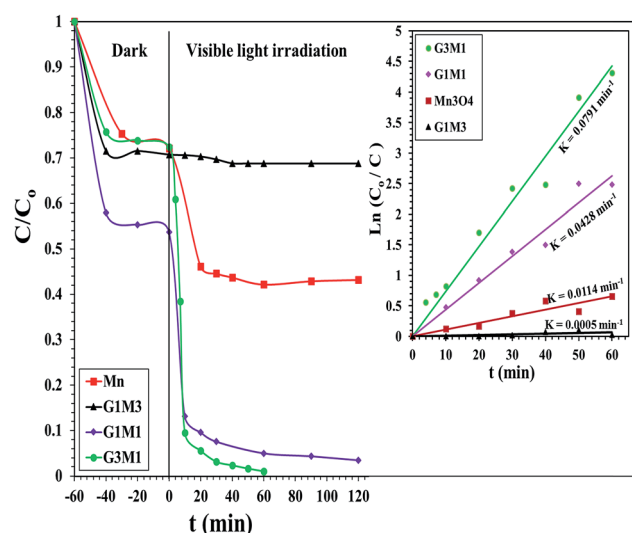 Dark
Visible light irradiation
C/Cₒ
1
0.9
0.8
0.7
0.6
0.5
0.4
0.3
0.2
0.1
0
Mn
G1M3
G1M1
G3M1
-60 -40 -20 0 20 40 60 80 100 120
t (min)
Ln (Cₒ / C)
5
4.5
4
3.5
3
2.5
2
1.5
1
0.5
0
G3M1
G1M1
Mn3O4
G1M3
K = 0.0791 min⁻¹
K = 0.0428 min⁻¹
K = 0.0114 min⁻¹
K = 0.0005 min⁻¹
0 10 20 30 40 50 60
t (min)